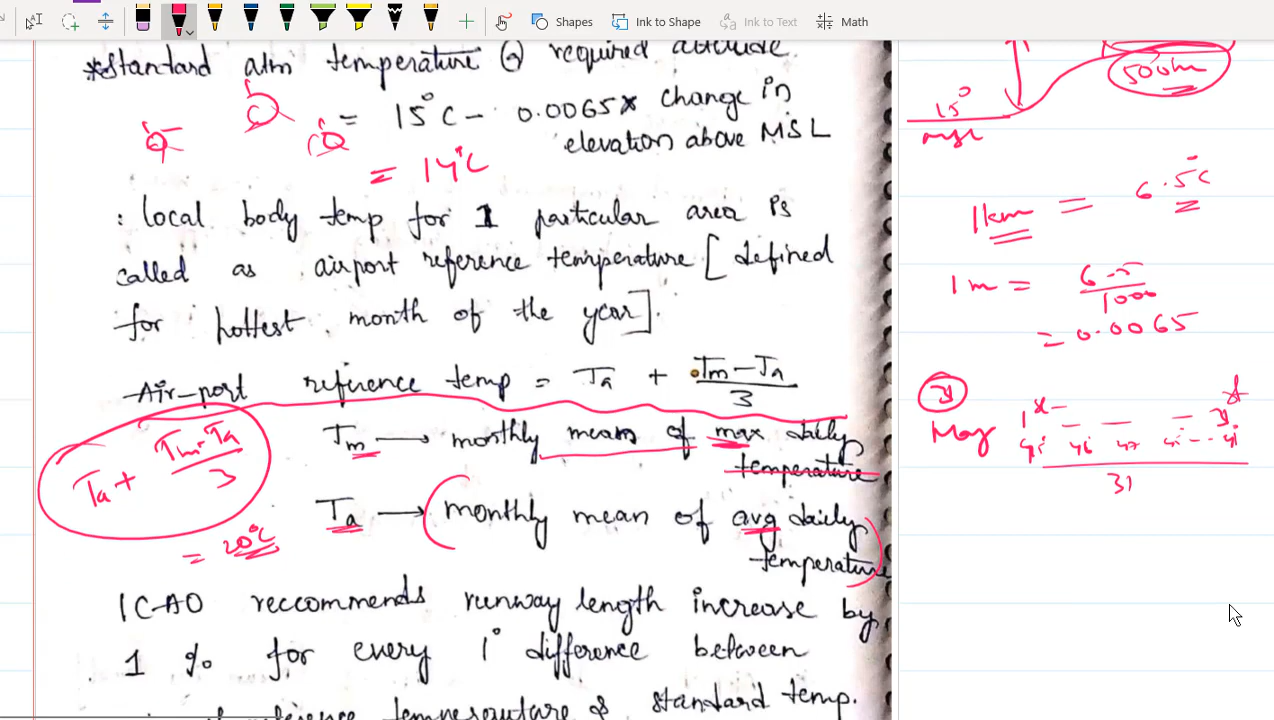 Shapes Ink to Shape Ink to Text Math
*Standard atm temperature @ required altitude
= 15°C - 0.0065 x change in
elevation above MSL
= 14°C
: local body temp for 1 particular area is
called as airport reference temperature [defined
for hottest month of the year].
Air-port reference temp = Ta + Tm - Ta / 3
Tm → monthly mean of max daily
temperature
Ta + Tm - Ta / 3
= 20°C
Ta → (monthly mean of avg daily
temperature)
ICAO reccommends runway length increase by
1 % for every 1° difference between
reference temperature & standard temp.
500m
15°
msl
1km = 6.5°C
1m = 6.5 / 1000
= 0.0065
31
May
1st
46 47
31